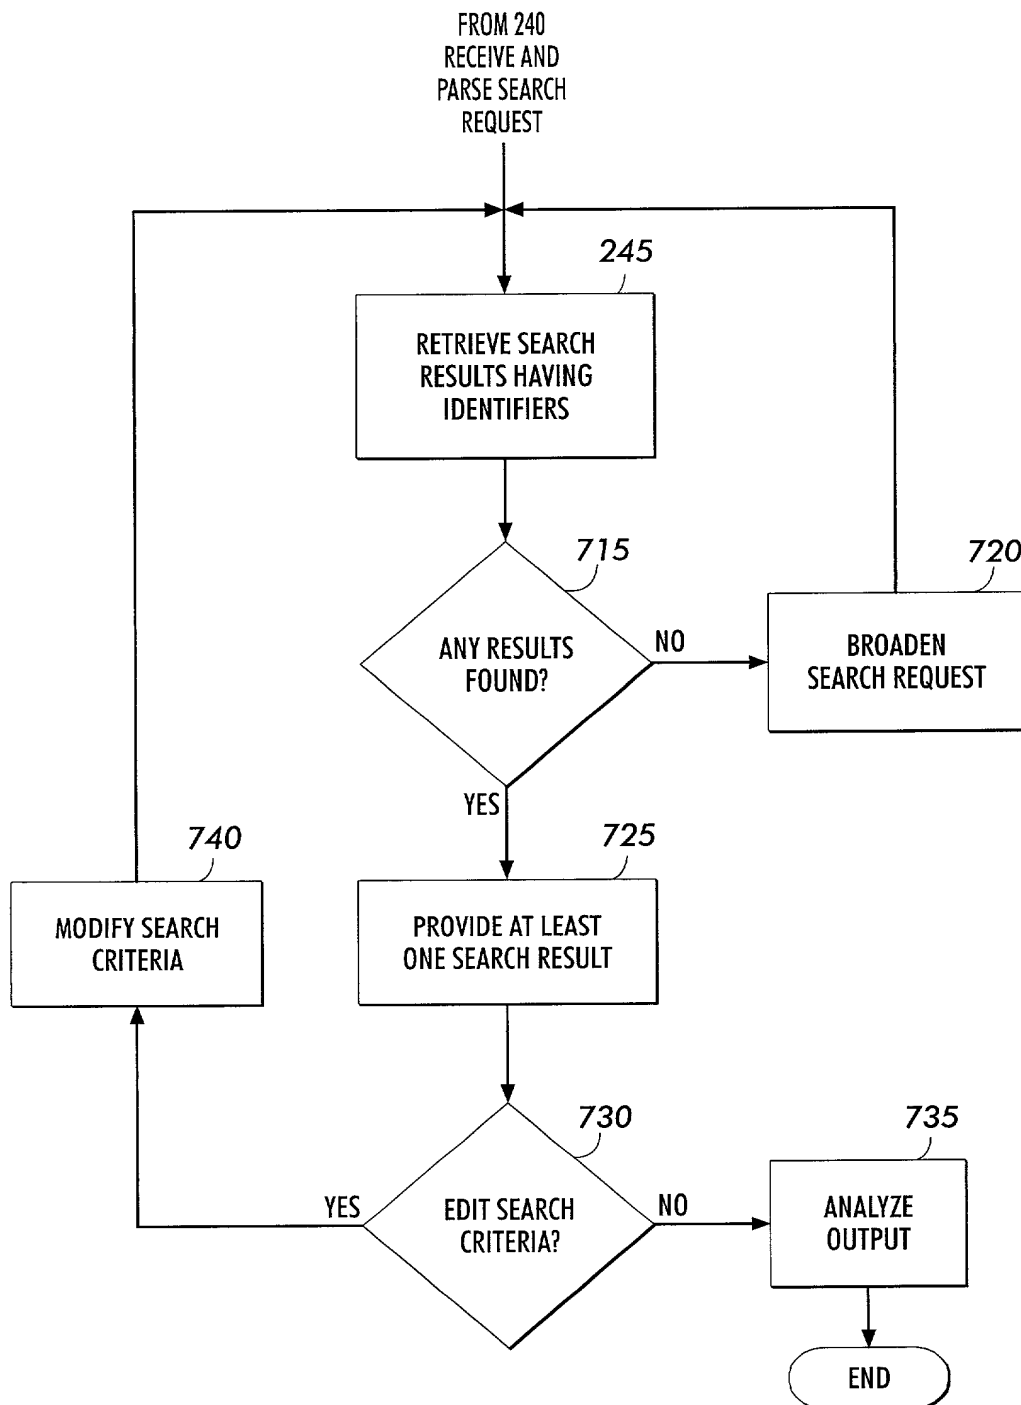 FROM 240
RECEIVE AND
PARSE SEARCH
REQUEST
245
RETRIEVE SEARCH
RESULTS HAVING
IDENTIFIERS
715
ANY RESULTS
FOUND?
NO
720
BROADEN
SEARCH REQUEST
YES
725
PROVIDE AT LEAST
ONE SEARCH RESULT
740
MODIFY SEARCH
CRITERIA
730
EDIT SEARCH
CRITERIA?
YES
NO
735
ANALYZE
OUTPUT
END